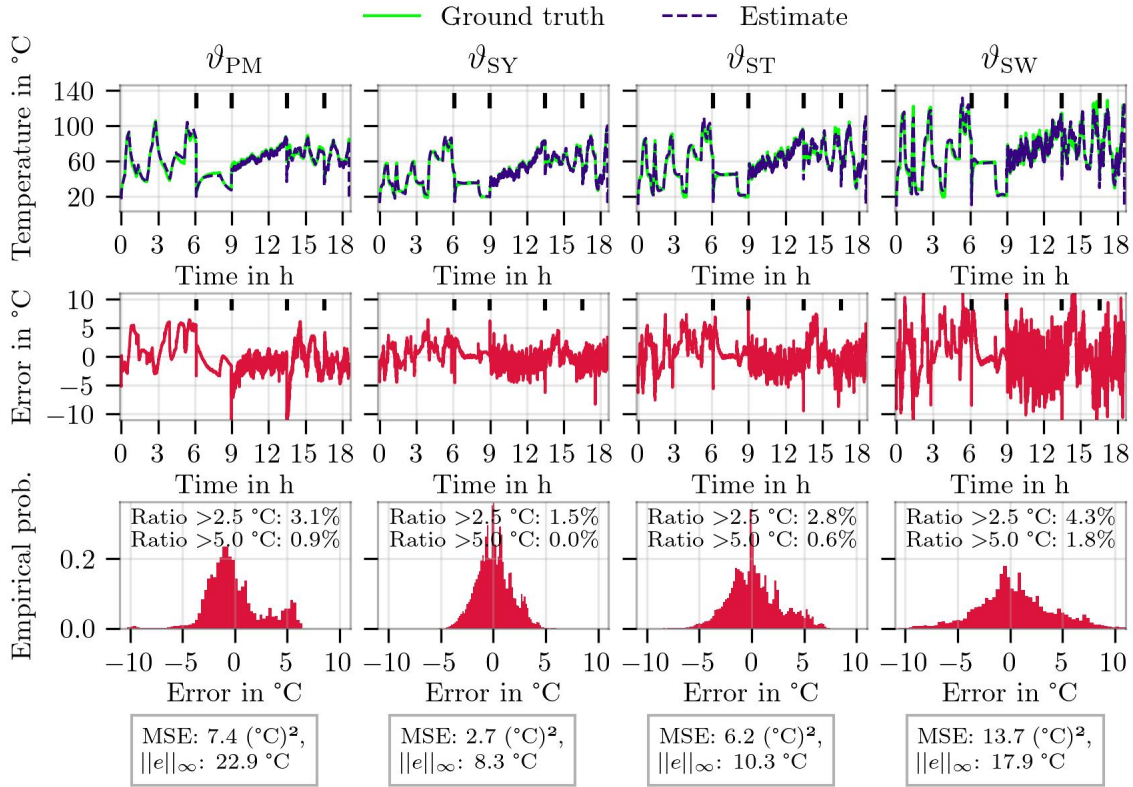 Ground truth Estimate
ϑPM ϑSY ϑST ϑSW
Temperature in °C
140
100
60
20
0 3 6 9 12 15 18 0 3 6 9 12 15 18 0 3 6 9 12 15 18 0 3 6 9 12 15 18
Time in h Time in h Time in h Time in h
Error in °C
10
5
0
−5
−10
0 3 6 9 12 15 18 0 3 6 9 12 15 18 0 3 6 9 12 15 18 0 3 6 9 12 15 18
Time in h Time in h Time in h Time in h
Empirical prob.
Ratio >2.5 °C: 3.1% Ratio >2.5 °C: 1.5% Ratio >2.5 °C: 2.8% Ratio >2.5 °C: 4.3%
Ratio >5.0 °C: 0.9% Ratio >5.0 °C: 0.0% Ratio >5.0 °C: 0.6% Ratio >5.0 °C: 1.8%
0.2
0.0
−10 −5 0 5 10 −10 −5 0 5 10 −10 −5 0 5 10 −10 −5 0 5 10
Error in °C Error in °C Error in °C Error in °C
MSE: 7.4 (°C)², MSE: 2.7 (°C)², MSE: 6.2 (°C)², MSE: 13.7 (°C)²,
||e||∞: 22.9 °C ||e||∞: 8.3 °C ||e||∞: 10.3 °C ||e||∞: 17.9 °C